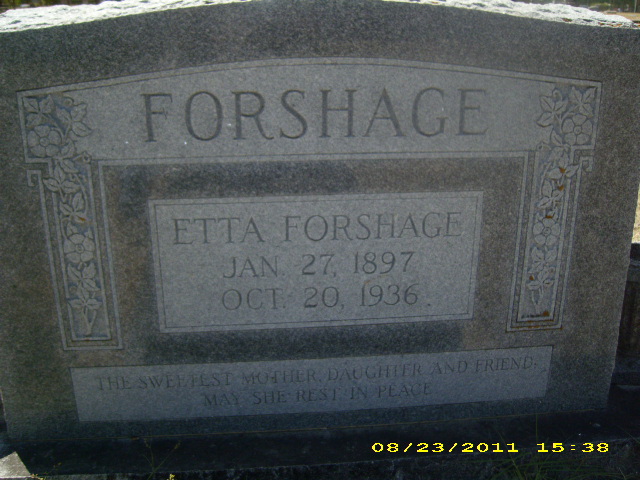 FORSHAGE
ETTA FORSHAGE
JAN. 27, 1897
OCT. 20, 1936.
THE SWEETEST MOTHER, DAUGHTER AND FRIEND.
MAY SHE REST IN PEACE
08/23/2011 15:38